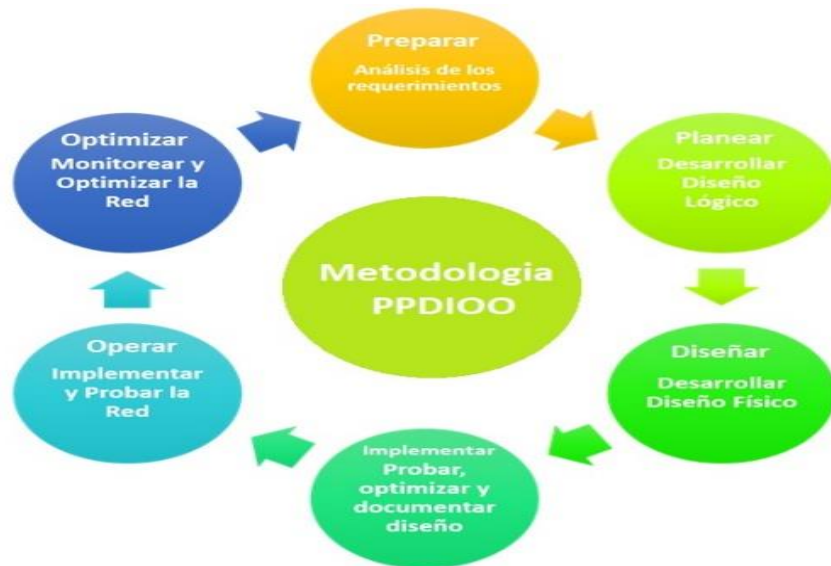 Preparar
Análisis de los
requerimientos
Planear
Desarrollar
Diseño
Lógico
Diseñar
Desarrollar
Diseño Físico
Implementar
Probar,
optimizar y
documentar
diseño
Operar
Implementar
y Probar la
Red
Optimizar
Monitorear y
Optimizar la
Red
Metodologia
PPDIOO